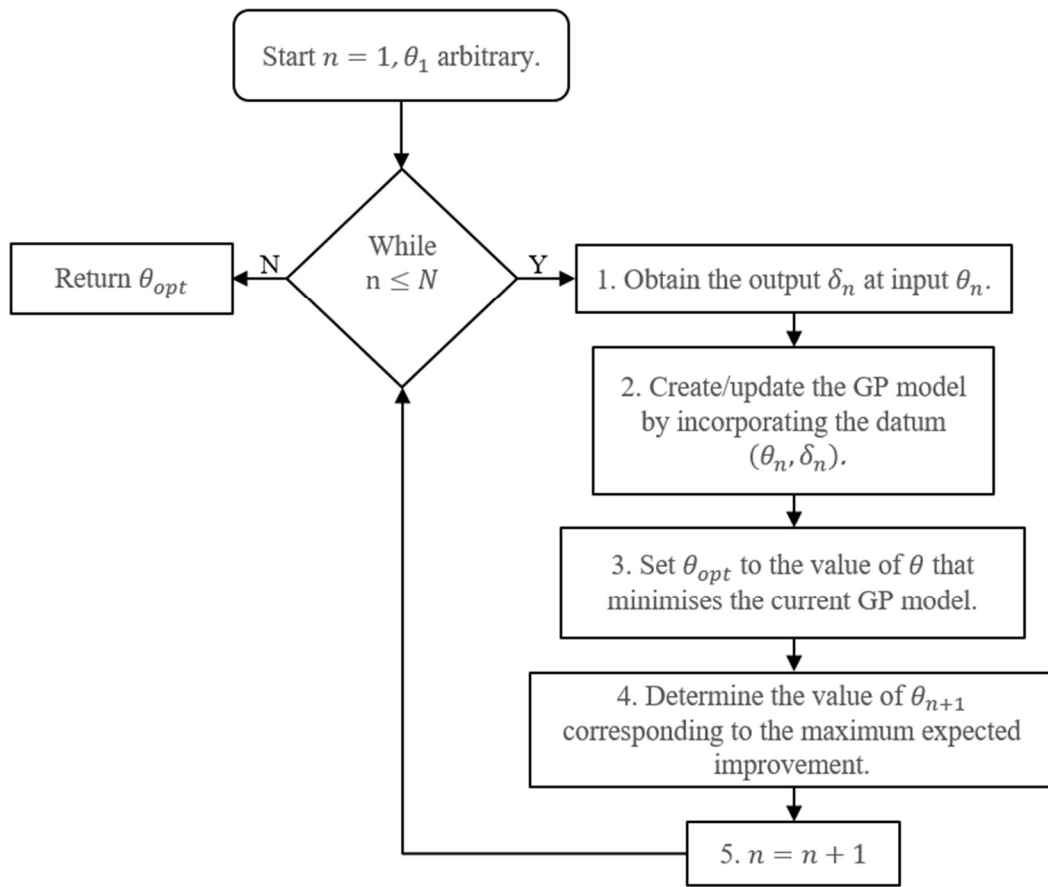 Start n = 1, θ₁ arbitrary.
While
n ≤ N
N
Y
Return θₒₚₜ
1. Obtain the output δₙ at input θₙ.
2. Create/update the GP model
by incorporating the datum
(θₙ, δₙ).
3. Set θₒₚₜ to the value of θ that
minimises the current GP model.
4. Determine the value of θₙ₊₁
corresponding to the maximum expected
improvement.
5. n = n + 1